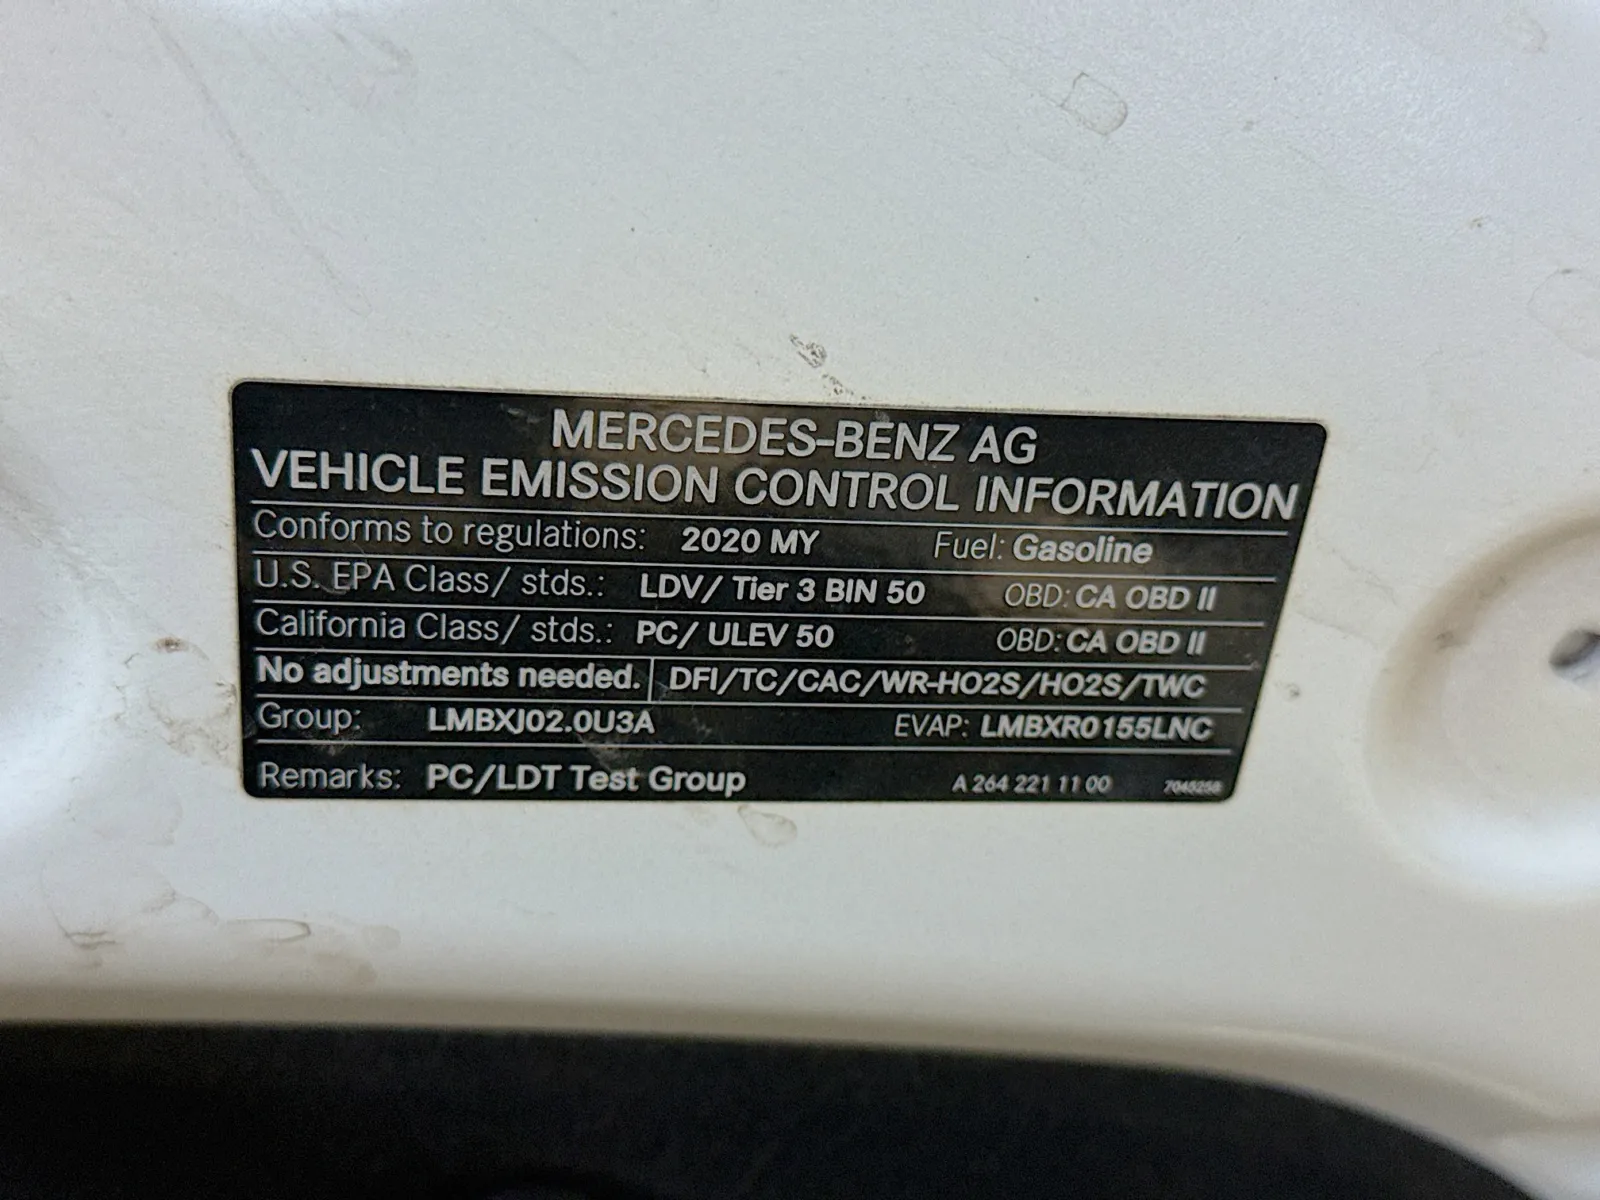 MERCEDES-BENZ AG
VEHICLE EMISSION CONTROL INFORMATION
Conforms to regulations: 2020 MY Fuel: Gasoline
U.S. EPA Class/ stds.: LDV/ Tier 3 BIN 50 OBD: CA OBD II
California Class/ stds.: PC/ ULEV 50 OBD: CA OBD II
No adjustments needed. DFI/TC/CAC/WR-HO2S/HO2S/TWC
Group: LMBXJ02.0U3A EVAP: LMBXR0155LNC
Remarks: PC/LDT Test Group A 264 221 11 00 7045258